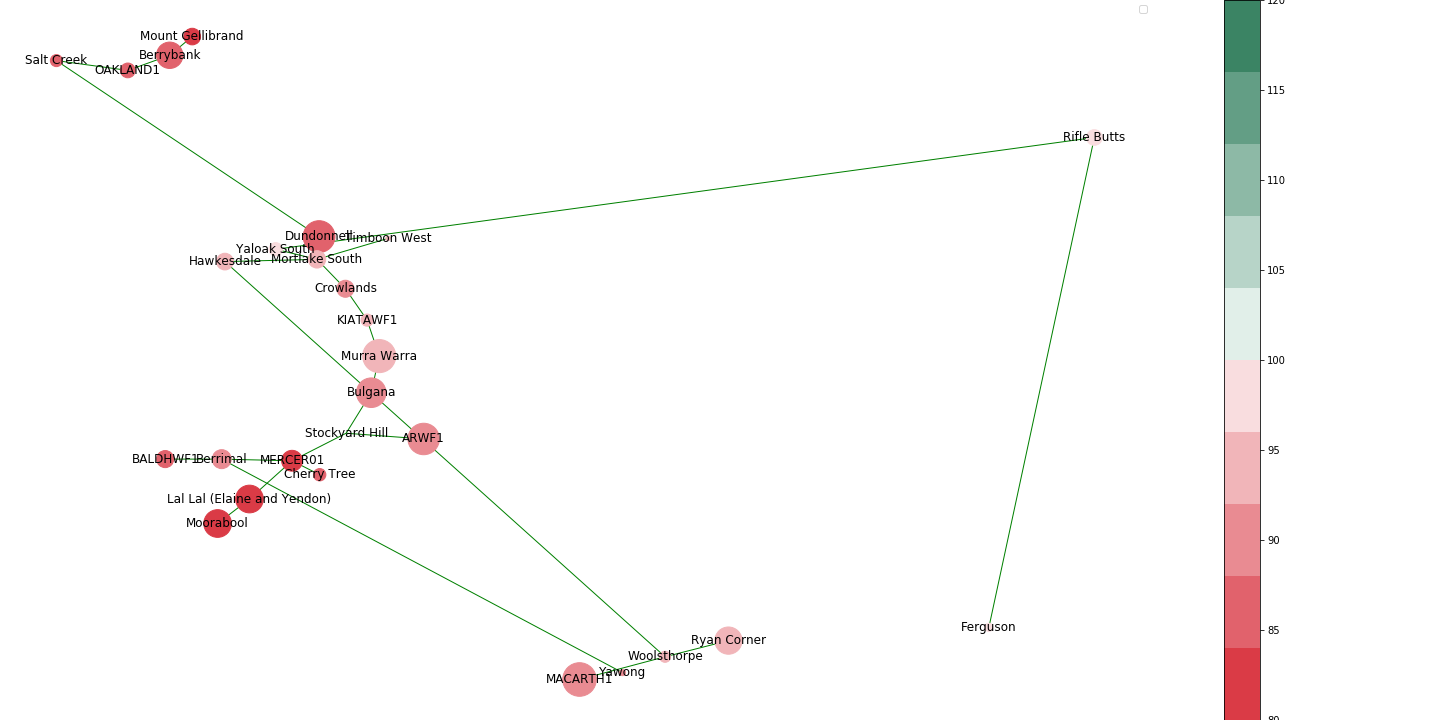 120
Mount Gellibrand
Berrybank
Salt Creek
OAKLAND1
115
Rifle Butts
110
Dundonnell
Timboon West
Yaloak South
Mortlake South
Hawkesdale
105
Crowlands
KIATAWF1
Murra Warra
100
Bulgana
Stockyard Hill
ARWF1
95
BALDHWF1
Berrimal
MERCER01
Cherry Tree
Lal Lal (Elaine and Yendon)
Moorabool
90
Ferguson
85
Ryan Corner
Woolsthorpe
Yawong
MACARTH1
80